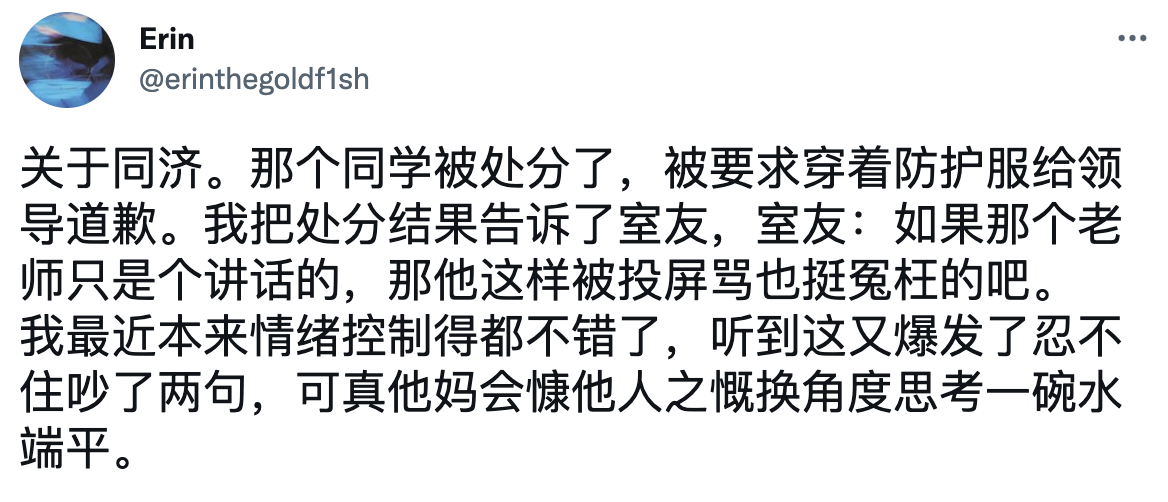 Erin
@erinthegoldf1sh
关于同济。那个同学被处分了，被要求穿着防护服给领
导道歉。我把处分结果告诉了室友，室友：如果那个老
师只是个讲话的，那他这样被投屏骂也挺冤枉的吧。
我最近本来情绪控制得都不错了，听到这又爆发了忍不
住吵了两句，可真他妈会慷他人之慨换角度思考一碗水
端平。